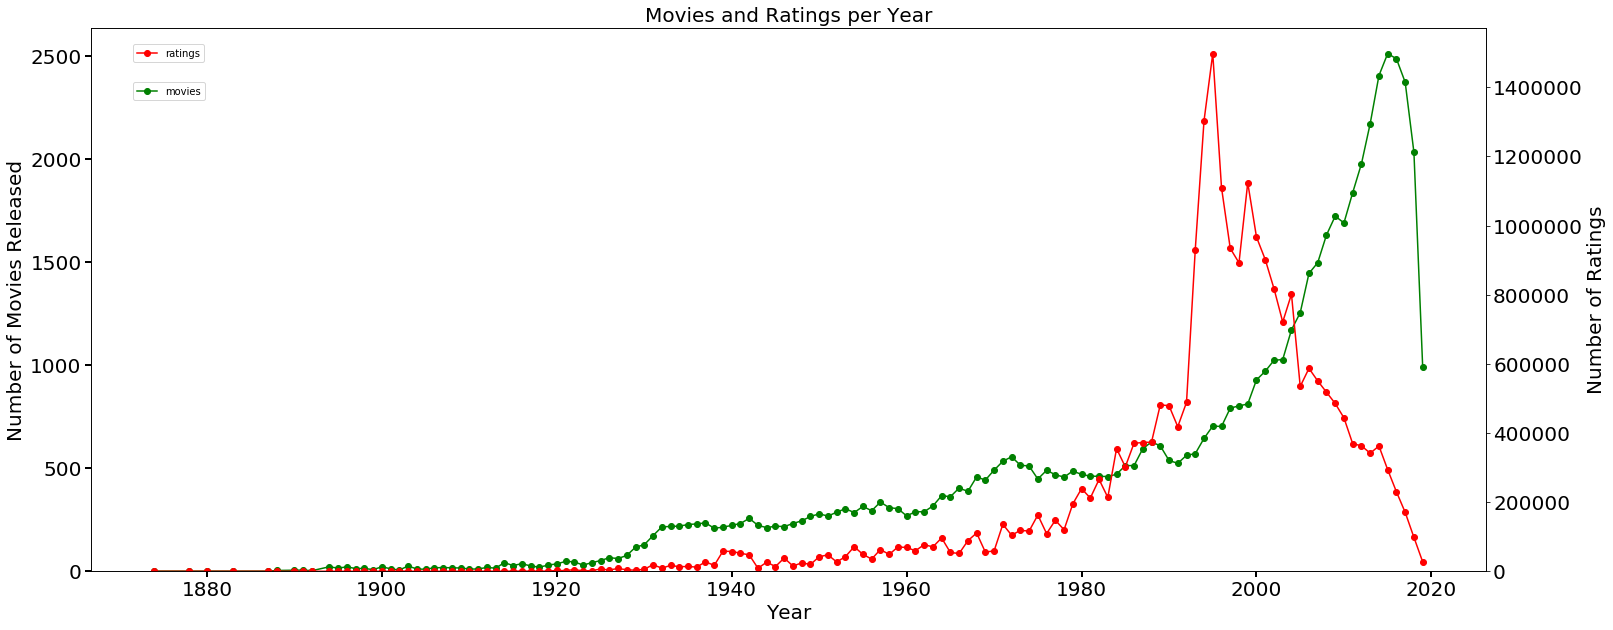 Movies and Ratings per Year
ratings
movies
2500
2000
1500
1000
500
0
Number of Movies Released
1400000
1200000
1000000
800000
600000
400000
200000
0
Number of Ratings
1880 1900 1920 1940 1960 1980 2000 2020
Year